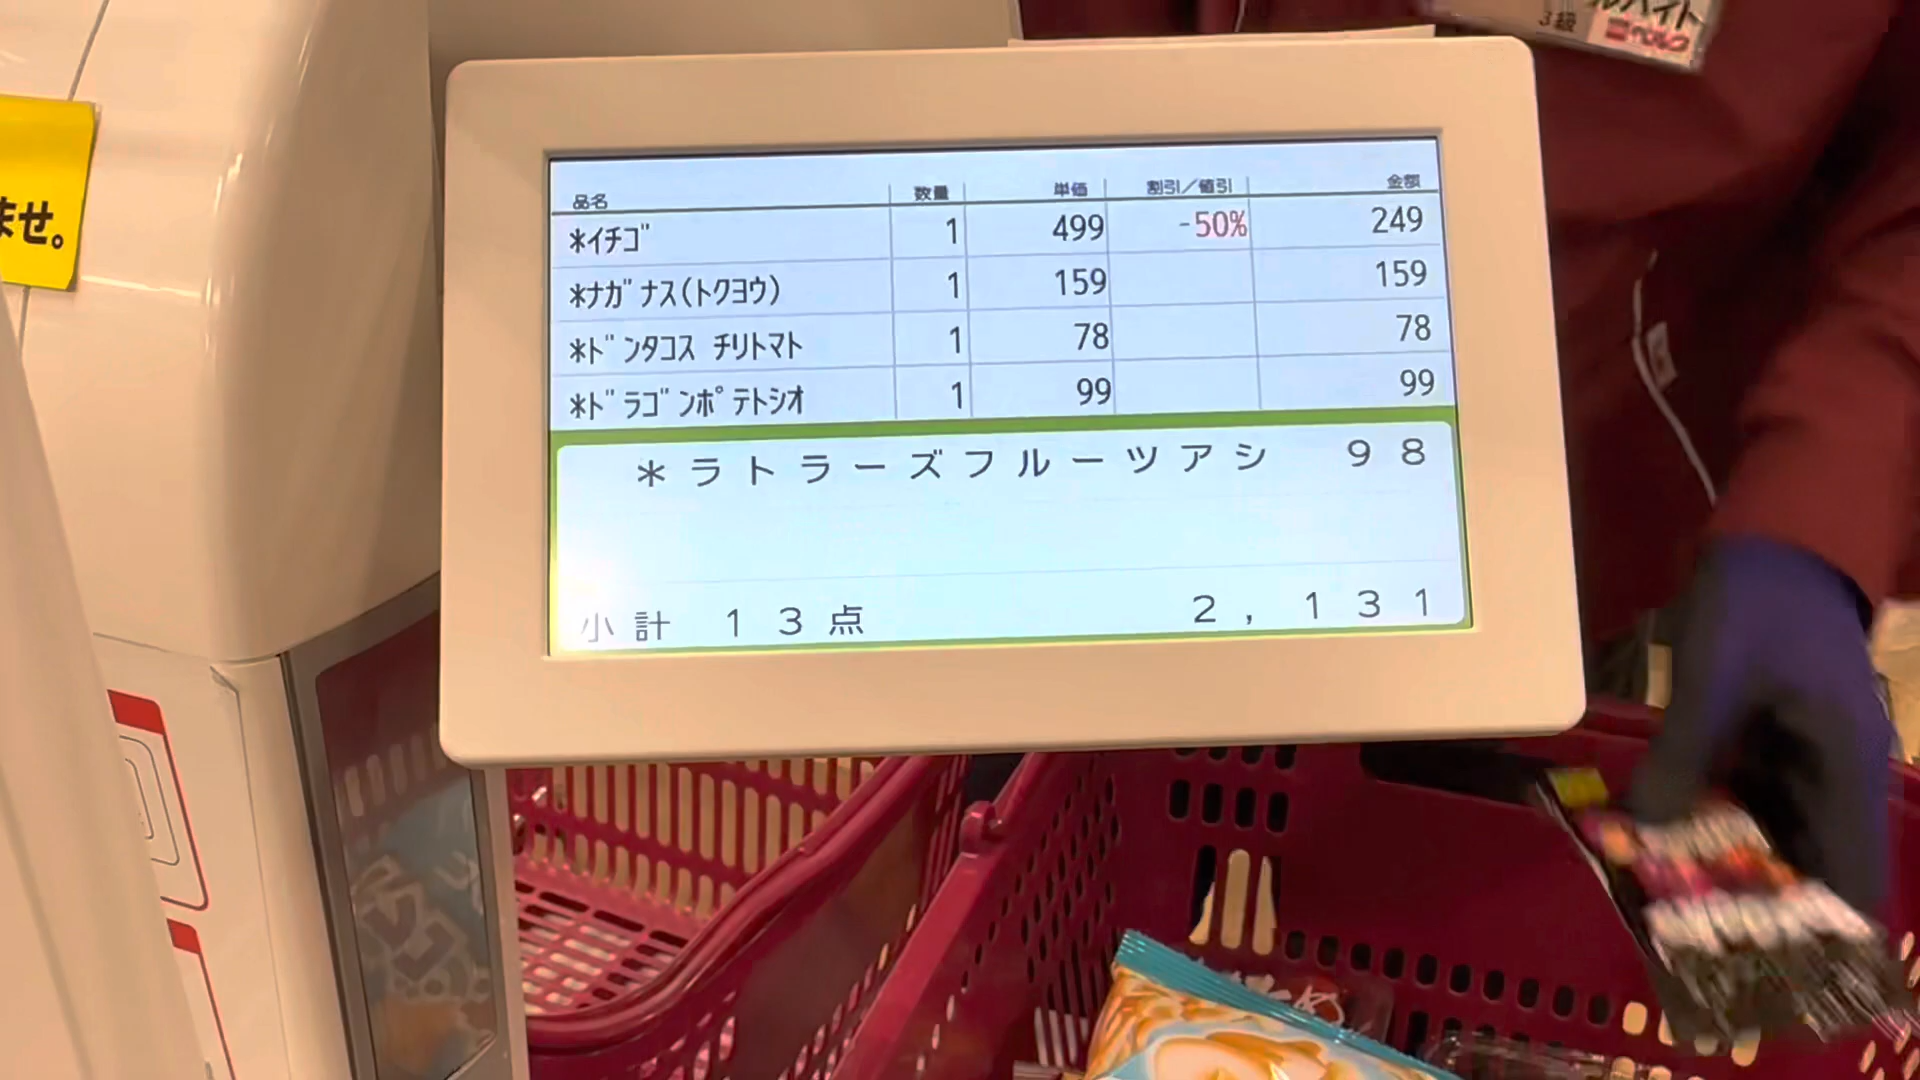 3級
ませ。
品名 数量 単価 割引/値引 金額
*イチゴ 1 499 -50% 249
*ナガナス(トクヨウ) 1 159 159
*ドンタコス チリトマト 1 78 78
*ドラゴンポテトシオ 1 99 99
*ラトラーズフルーツアシ 98
小計 13点 2,131